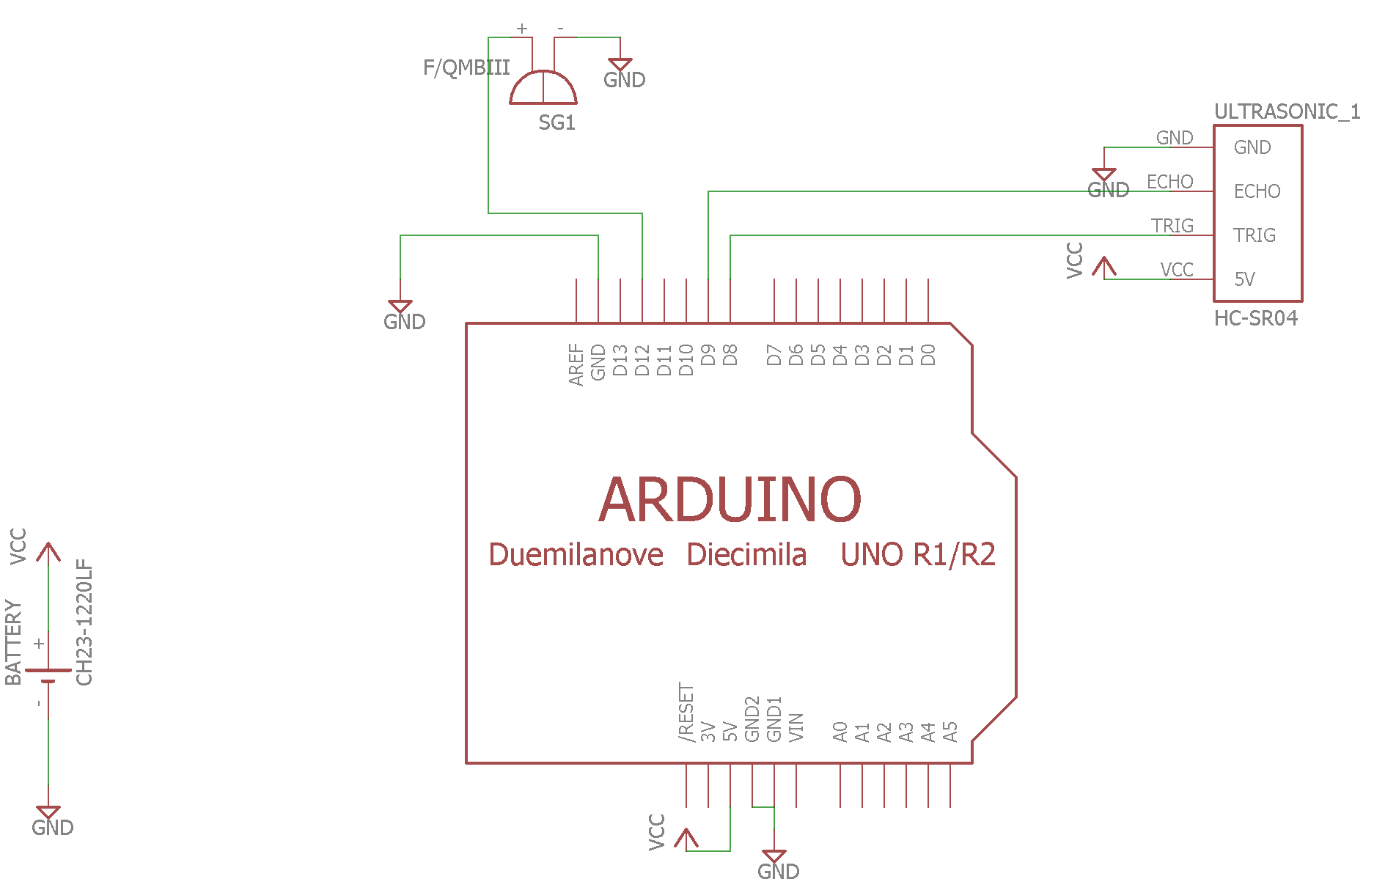 + -
F/QMBIII
GND
SG1
ULTRASONIC_1
GND
GND
GND
ECHO
ECHO
TRIG
TRIG
VCC
VCC
5V
HC-SR04
GND
AREF
GND
D13
D12
D11
D10
D9
D8
D7
D6
D5
D4
D3
D2
D1
D0
ARDUINO
Duemilanove Diecimila UNO R1/R2
VCC
BATTERY
+
-
CH23-1220LF
GND
/RESET
3V
5V
GND2
GND1
VIN
A0
A1
A2
A3
A4
A5
VCC
GND